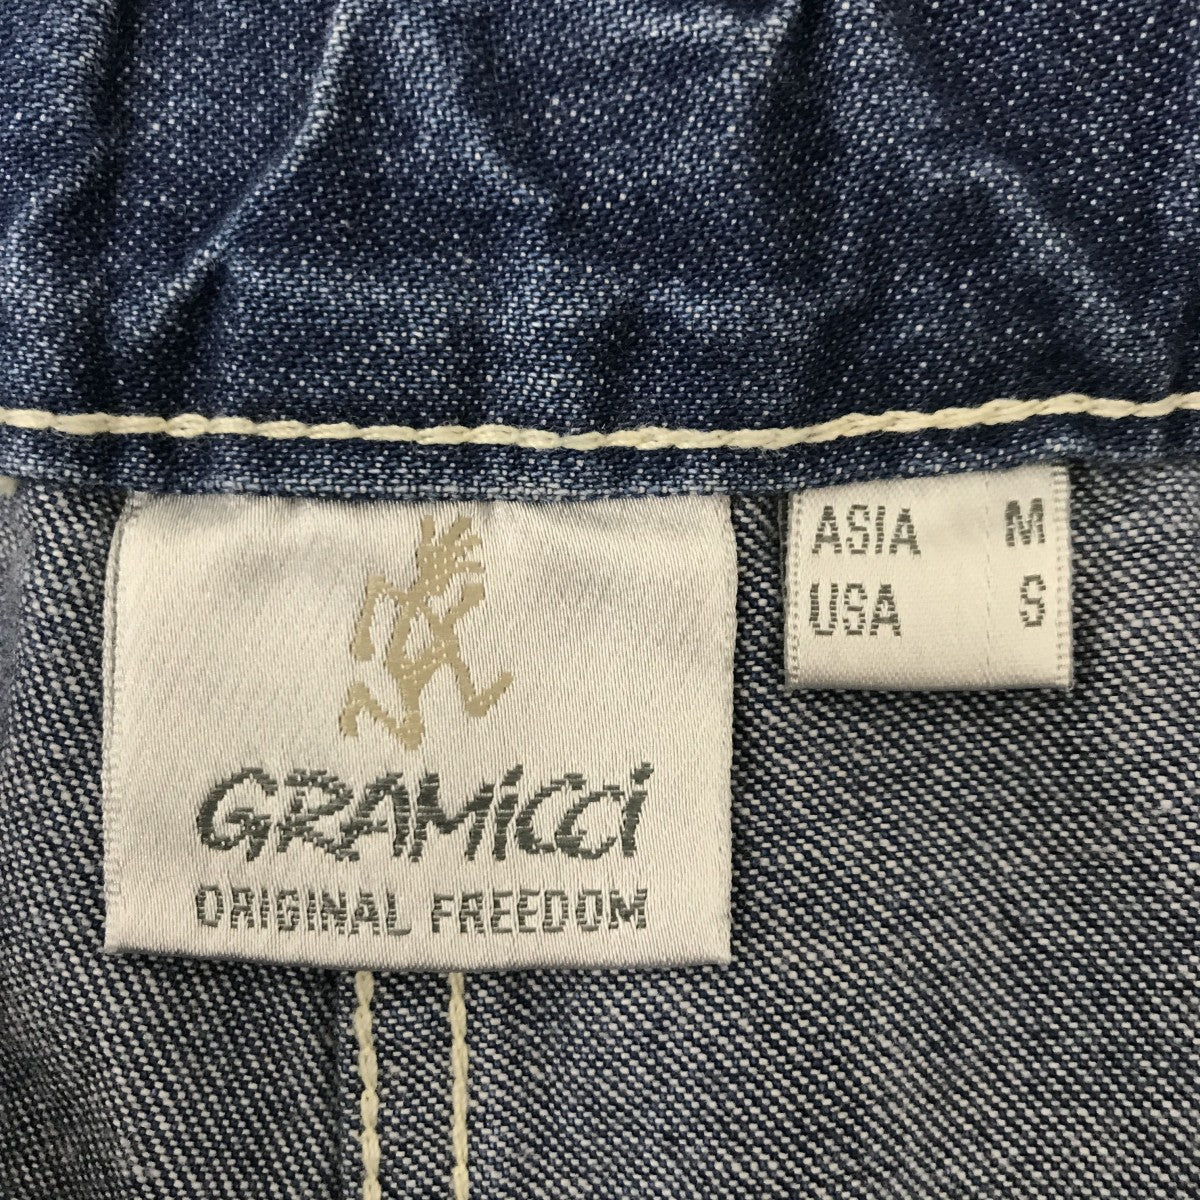 GRAMiCCi
ORIGINAL FREEDOM
ASIA M
USA S